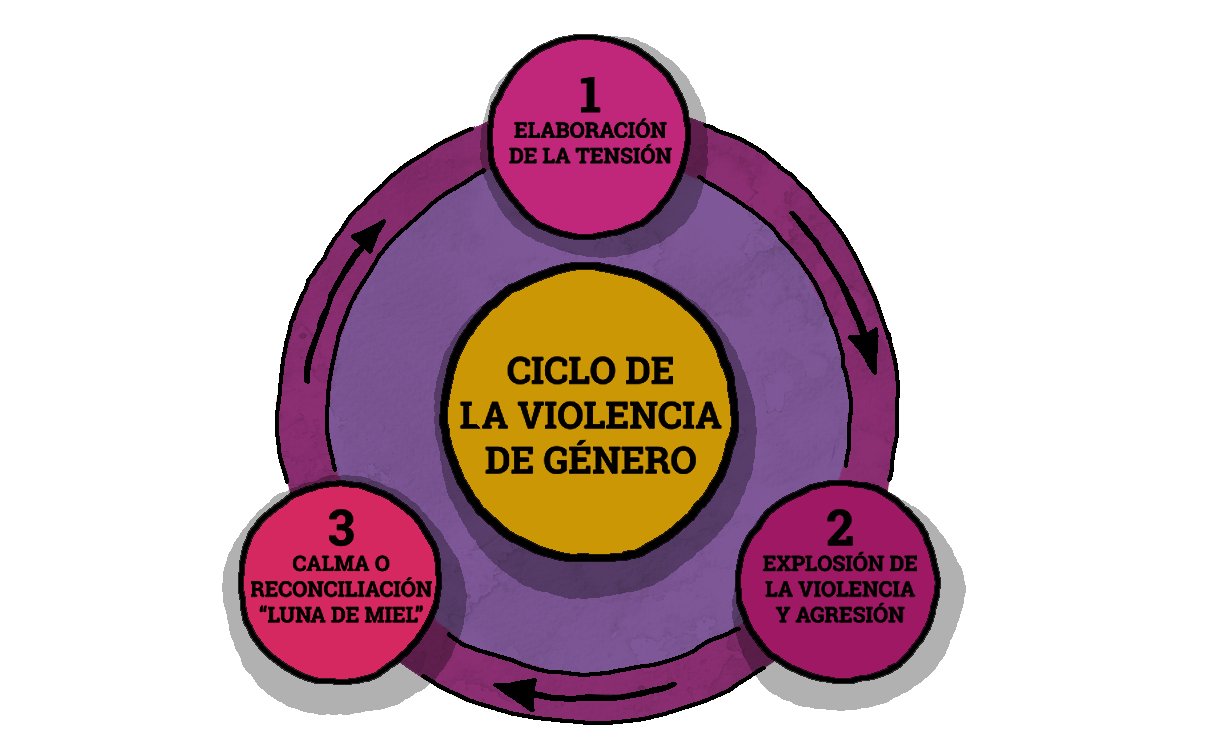 1
ELABORACIÓN
DE LA TENSIÓN
CICLO DE
LA VIOLENCIA
DE GÉNERO
2
EXPLOSIÓN DE
LA VIOLENCIA
Y AGRESIÓN
3
CALMA O
RECONCILIACIÓN
“LUNA DE MIEL”